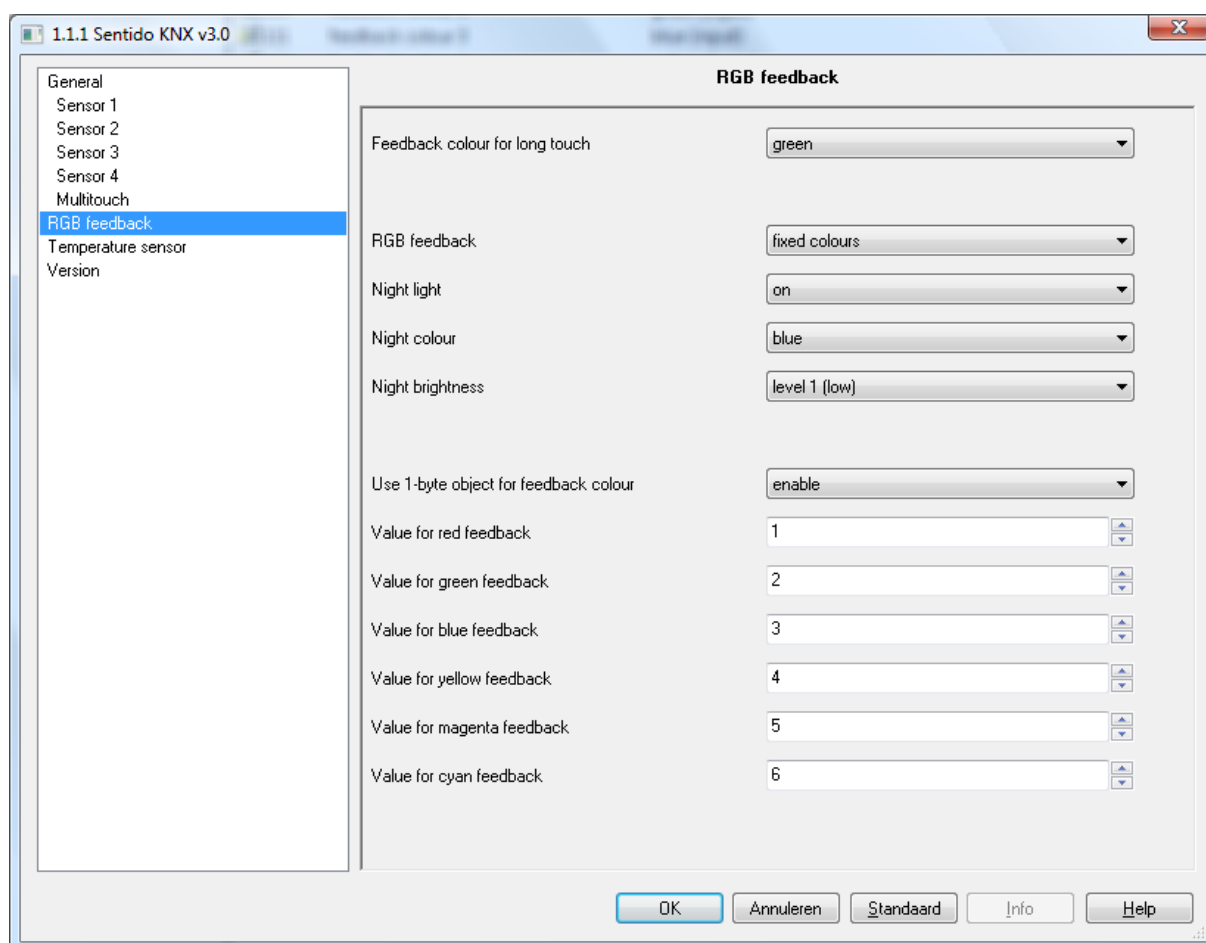 1.1.1 Sentido KNX v3.0
General
Sensor 1
Sensor 2
Sensor 3
Sensor 4
Multitouch
RGB feedback
Temperature sensor
Version
RGB feedback
Feedback colour for long touch green
RGB feedback fixed colours
Night light on
Night colour blue
Night brightness level 1 (low)
Use 1-byte object for feedback colour enable
Value for red feedback 1
Value for green feedback 2
Value for blue feedback 3
Value for yellow feedback 4
Value for magenta feedback 5
Value for cyan feedback 6
OK Annuleren Standaard Info Help